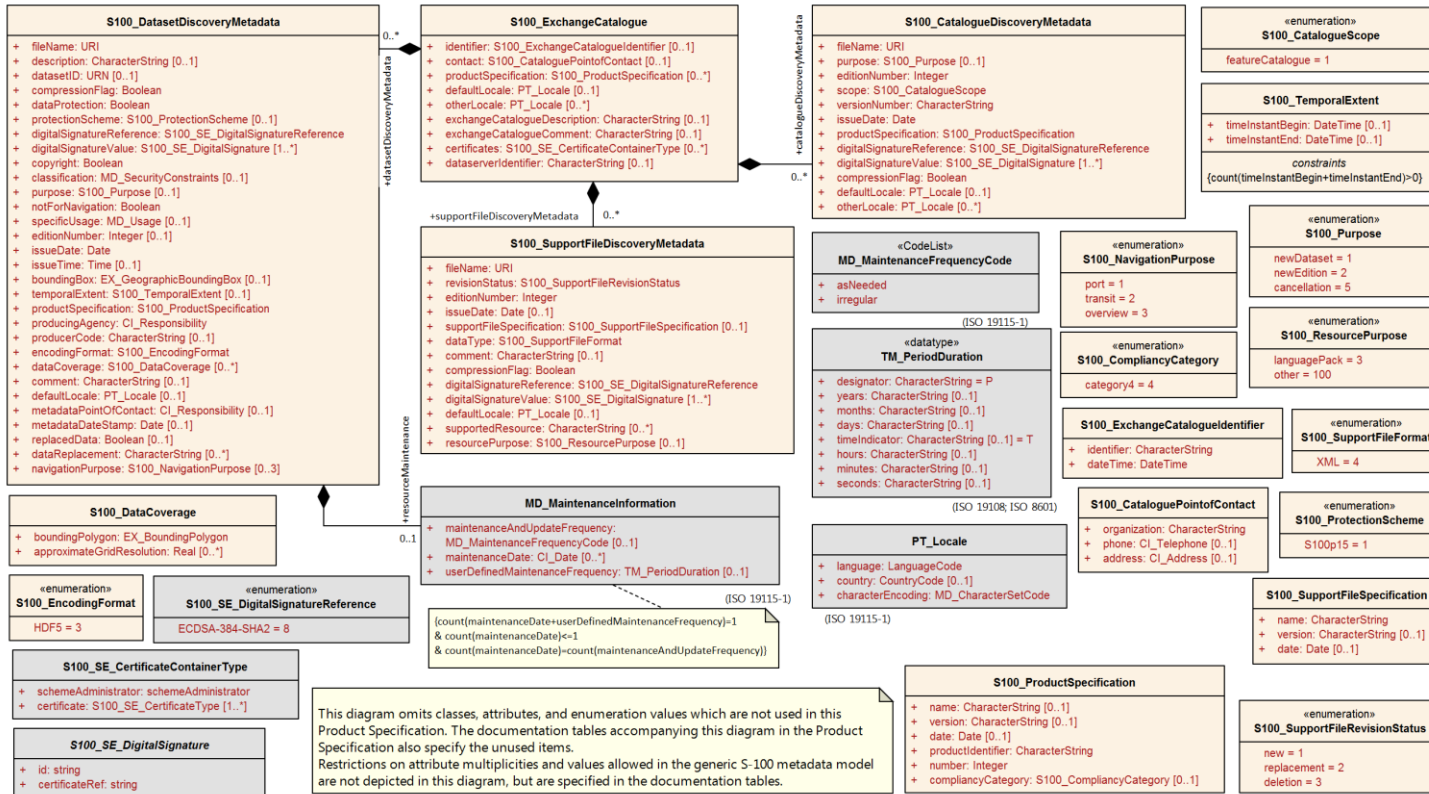 S100_DatasetDiscoveryMetadata
+ fileName: URI
+ description: CharacterString [0..1]
+ datasetID: URN [0..1]
+ compressionFlag: Boolean
+ dataProtection: Boolean
+ protectionScheme: S100_ProtectionScheme [0..1]
+ digitalSignatureReference: S100_SE_DigitalSignatureReference
+ digitalSignatureValue: S100_SE_DigitalSignature [1..*]
+ copyright: Boolean
+ classification: MD_SecurityConstraints [0..1]
+ purpose: S100_Purpose [0..1]
+ notForNavigation: Boolean
+ specificUsage: MD_Usage [0..1]
+ editionNumber: Integer [0..1]
+ issueDate: Date
+ issueTime: Time [0..1]
+ boundingBox: EX_GeographicBoundingBox [0..1]
+ temporalExtent: S100_TemporalExtent [0..1]
+ productSpecification: S100_ProductSpecification
+ producingAgency: CI_Responsibility
+ producerCode: CharacterString [0..1]
+ encodingFormat: S100_EncodingFormat
+ dataCoverage: S100_DataCoverage [0..*]
+ comment: CharacterString [0..1]
+ defaultLocale: PT_Locale [0..1]
+ metadataPointOfContact: CI_Responsibility [0..1]
+ metadataDateStamp: Date [0..1]
+ replacedData: Boolean [0..1]
+ dataReplacement: CharacterString [0..*]
+ navigationPurpose: S100_NavigationPurpose [0..3]
0..*
+datasetDiscoveryMetadata
S100_ExchangeCatalogue
+ identifier: S100_ExchangeCatalogueIdentifier [0..1]
+ contact: S100_CataloguePointofContact [0..1]
+ productSpecification: S100_ProductSpecification [0..*]
+ defaultLocale: PT_Locale [0..1]
+ otherLocale: PT_Locale [0..*]
+ exchangeCatalogueDescription: CharacterString [0..1]
+ exchangeCatalogueComment: CharacterString [0..1]
+ certificates: S100_SE_CertificateContainerType [0..*]
+ dataserverIdentifier: CharacterString [0..1]
+catalogueDiscoveryMetadata
0..*
S100_CatalogueDiscoveryMetadata
+ fileName: URI
+ purpose: S100_Purpose [0..1]
+ editionNumber: Integer
+ scope: S100_CatalogueScope
+ versionNumber: CharacterString
+ issueDate: Date
+ productSpecification: S100_ProductSpecification
+ digitalSignatureReference: S100_SE_DigitalSignatureReference
+ digitalSignatureValue: S100_SE_DigitalSignature [1..*]
+ compressionFlag: Boolean
+ defaultLocale: PT_Locale [0..1]
+ otherLocale: PT_Locale [0..*]
«enumeration»
S100_CatalogueScope
featureCatalogue = 1
S100_TemporalExtent
+ timeInstantBegin: DateTime [0..1]
+ timeInstantEnd: DateTime [0..1]
constraints
{count(timeInstantBegin+timeInstantEnd)>0}
+supportFileDiscoveryMetadata
0..*
S100_SupportFileDiscoveryMetadata
+ fileName: URI
+ revisionStatus: S100_SupportFileRevisionStatus
+ editionNumber: Integer
+ issueDate: Date [0..1]
+ supportFileSpecification: S100_SupportFileSpecification [0..1]
+ dataType: S100_SupportFileFormat
+ comment: CharacterString [0..1]
+ compressionFlag: Boolean
+ digitalSignatureReference: S100_SE_DigitalSignatureReference
+ digitalSignatureValue: S100_SE_DigitalSignature [1..*]
+ defaultLocale: PT_Locale [0..1]
+ supportedResource: CharacterString [0..*]
+ resourcePurpose: S100_ResourcePurpose [0..1]
«CodeList»
MD_MaintenanceFrequencyCode
+ asNeeded
+ irregular
(ISO 19115-1)
«enumeration»
S100_NavigationPurpose
port = 1
transit = 2
overview = 3
«enumeration»
S100_Purpose
newDataset = 1
newEdition = 2
cancellation = 5
«datatype»
TM_PeriodDuration
+ designator: CharacterString = P
+ years: CharacterString [0..1]
+ months: CharacterString [0..1]
+ days: CharacterString [0..1]
+ timeIndicator: CharacterString [0..1] = T
+ hours: CharacterString [0..1]
+ minutes: CharacterString [0..1]
+ seconds: CharacterString [0..1]
(ISO 19108; ISO 8601)
«enumeration»
S100_CompliancyCategory
category4 = 4
«enumeration»
S100_ResourcePurpose
languagePack = 3
other = 100
S100_ExchangeCatalogueIdentifier
+ identifier: CharacterString
+ dateTime: DateTime
«enumeration»
S100_SupportFileFormat
XML = 4
+resourceMaintenance
0..1
S100_DataCoverage
+ boundingPolygon: EX_BoundingPolygon
+ approximateGridResolution: Real [0..*]
MD_MaintenanceInformation
+ maintenanceAndUpdateFrequency:
MD_MaintenanceFrequencyCode [0..1]
+ maintenanceDate: CI_Date [0..*]
+ userDefinedMaintenanceFrequency: TM_PeriodDuration [0..1]
(ISO 19115-1)
PT_Locale
+ language: LanguageCode
+ country: CountryCode [0..1]
+ characterEncoding: MD_CharacterSetCode
(ISO 19115-1)
S100_CataloguePointofContact
+ organization: CharacterString
+ phone: CI_Telephone [0..1]
+ address: CI_Address [0..1]
«enumeration»
S100_ProtectionScheme
S100p15 = 1
«enumeration»
S100_EncodingFormat
HDF5 = 3
«enumeration»
S100_SE_DigitalSignatureReference
ECDSA-384-SHA2 = 8
{count(maintenanceDate+userDefinedMaintenanceFrequency)=1
& count(maintenanceDate)<=1
& count(maintenanceDate)=count(maintenanceAndUpdateFrequency)}
S100_SupportFileSpecification
+ name: CharacterString
+ version: CharacterString [0..1]
+ date: Date [0..1]
S100_SE_CertificateContainerType
+ schemeAdministrator: schemeAdministrator
+ certificate: S100_SE_CertificateType [1..*]
S100_SE_DigitalSignature
+ id: string
+ certificateRef: string
This diagram omits classes, attributes, and enumeration values which are not used in this
Product Specification. The documentation tables accompanying this diagram in the Product
Specification also specify the unused items.
Restrictions on attribute multiplicities and values allowed in the generic S-100 metadata model
are not depicted in this diagram, but are specified in the documentation tables.
S100_ProductSpecification
+ name: CharacterString [0..1]
+ version: CharacterString [0..1]
+ date: Date [0..1]
+ productIdentifier: CharacterString
+ number: Integer
+ compliancyCategory: S100_CompliancyCategory [0..1]
«enumeration»
S100_SupportFileRevisionStatus
new = 1
replacement = 2
deletion = 3